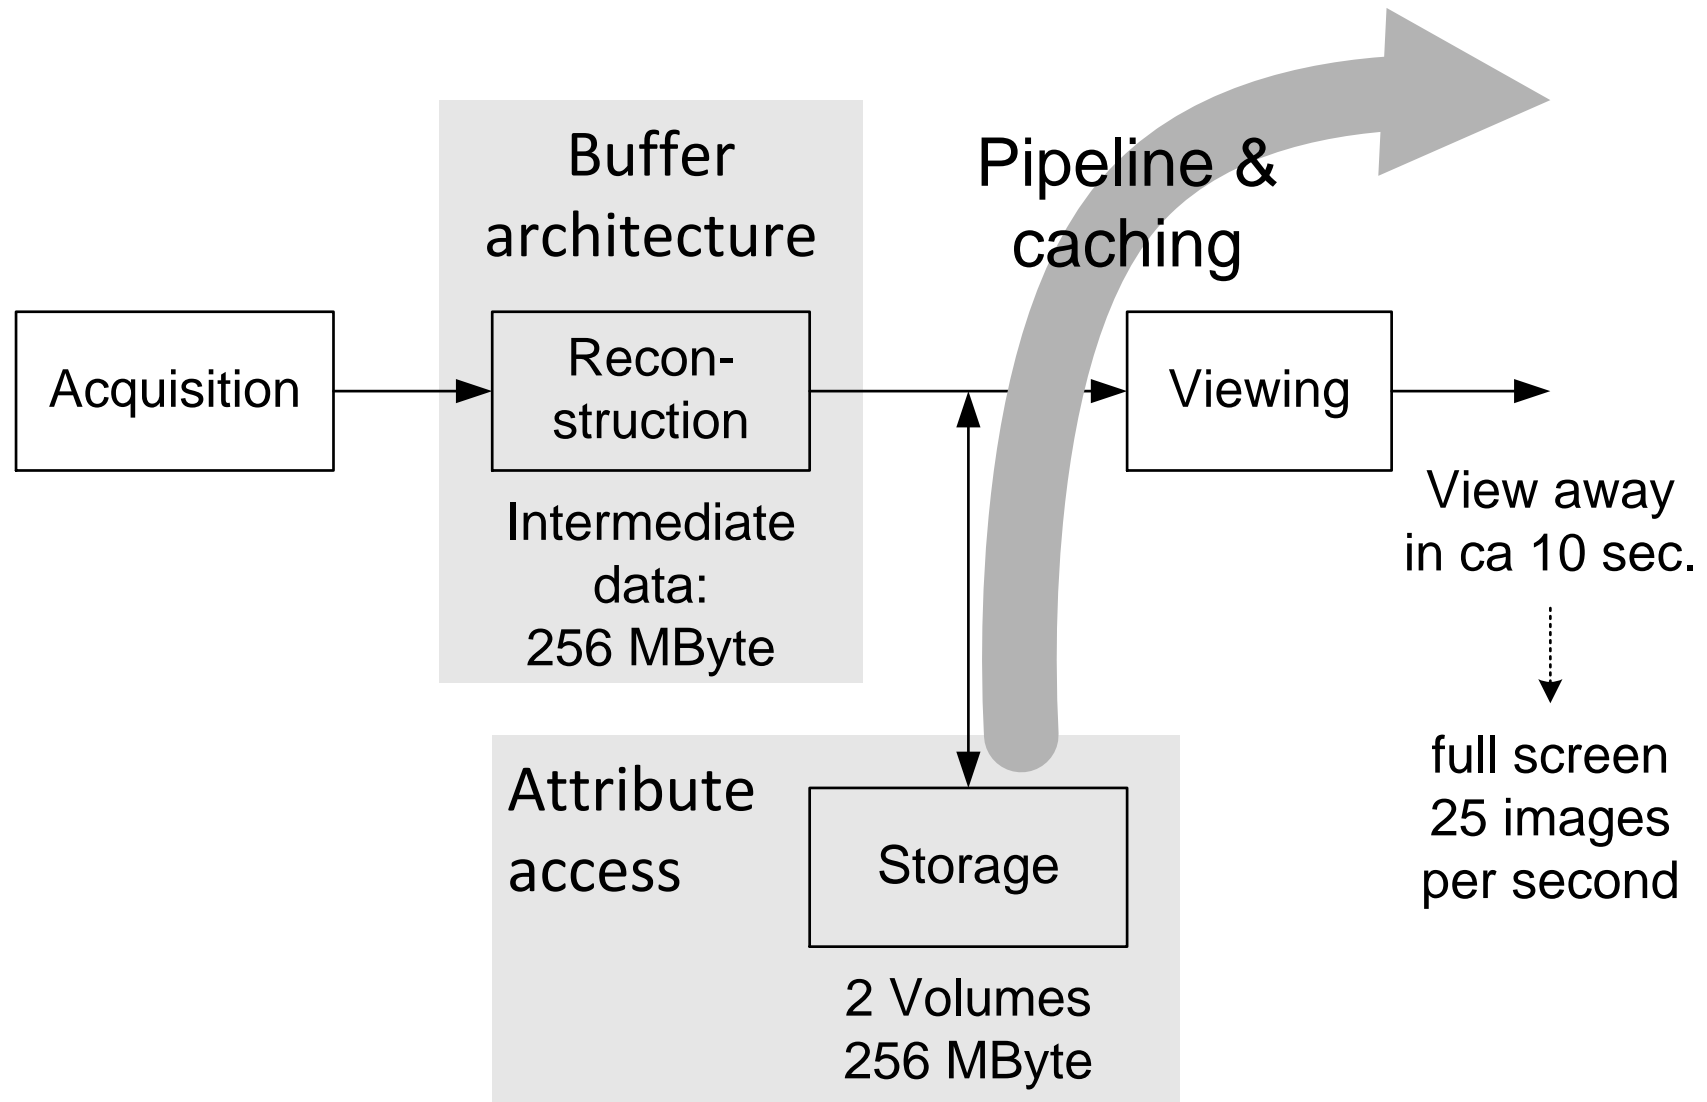 Buffer
architecture
Pipeline &
caching
Acquisition
Recon-
struction
Viewing
Intermediate
data:
256 MByte
View away
in ca 10 sec.
full screen
25 images
per second
Attribute
access
Storage
2 Volumes
256 MByte